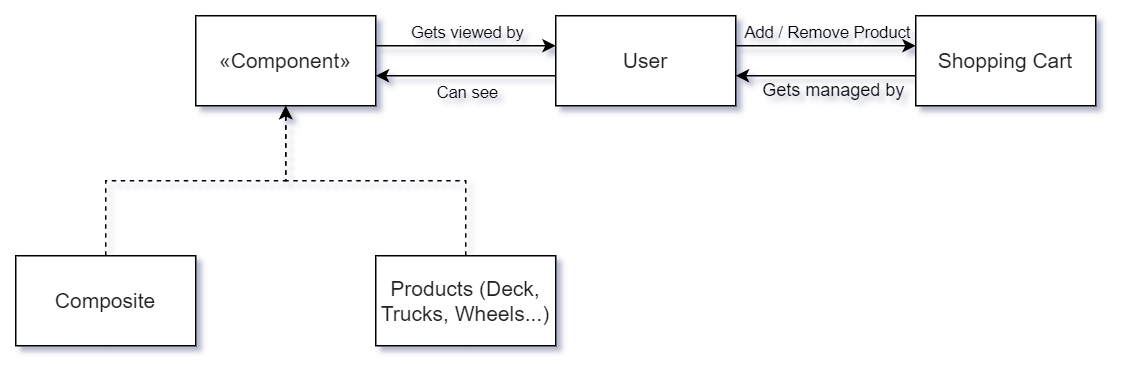 «Component»
Gets viewed by
Can see
User
Add / Remove Product
Gets managed by
Shopping Cart
Composite
Products (Deck,
Trucks, Wheels...)